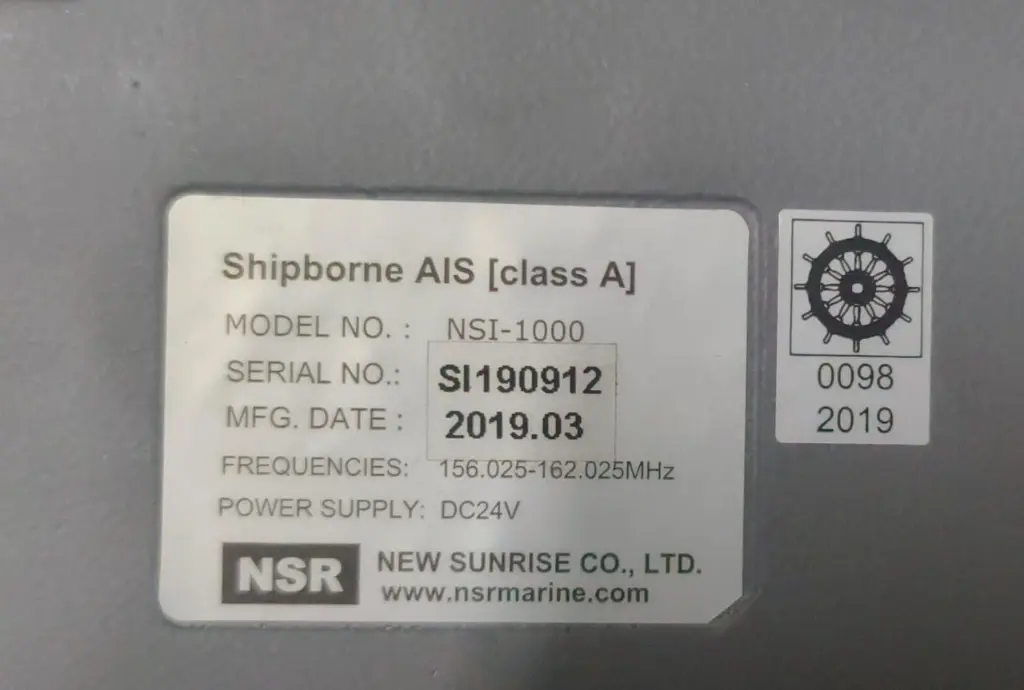 Shipborne AIS [class A]
MODEL NO. : NSI-1000
SERIAL NO.: SI190912
MFG. DATE : 2019.03
FREQUENCIES: 156.025-162.025MHz
POWER SUPPLY: DC24V
NSR NEW SUNRISE CO., LTD.
www.nsrmarine.com
0098
2019